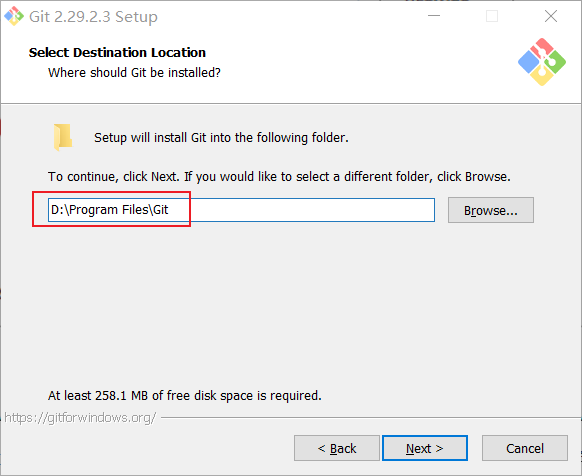 Git 2.29.2.3 Setup
Select Destination Location
Where should Git be installed?
Setup will install Git into the following folder.
To continue, click Next. If you would like to select a different folder, click Browse.
D:\Program Files\Git
Browse...
At least 258.1 MB of free disk space is required.
https://gitforwindows.org/
< Back
Next >
Cancel